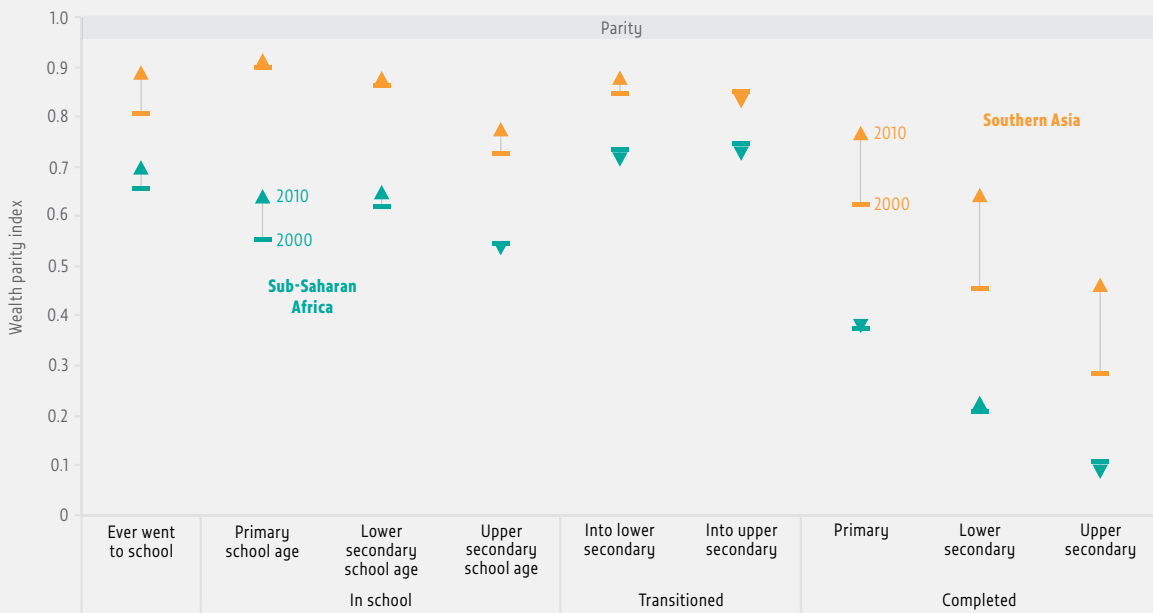 1.0
Parity
0.9
0.8
0.7
0.6
0.5
0.4
0.3
0.2
0.1
0
Wealth parity index
Southern Asia
2010
2000
2010
2000
Sub-Saharan
Africa
Ever went
to school
Primary
school age
Lower
secondary
school age
Upper
secondary
school age
Into lower
secondary
Into upper
secondary
Primary
Lower
secondary
Upper
secondary
In school
Transitioned
Completed